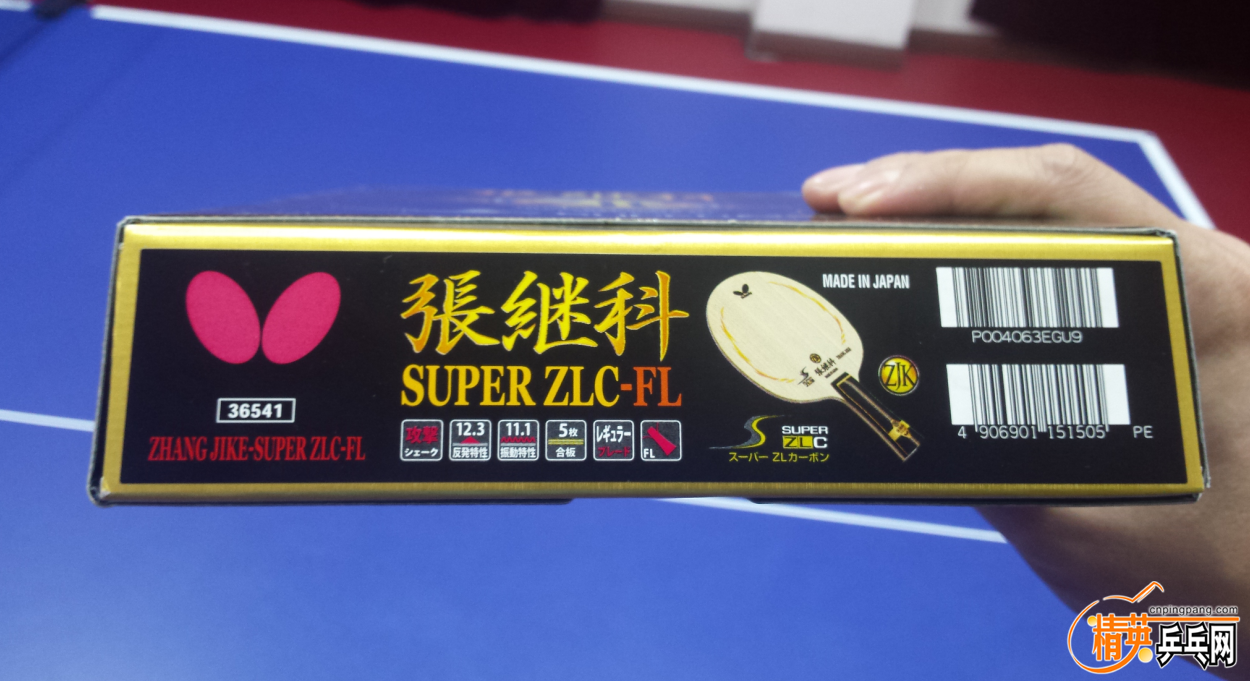 張継科
SUPER ZLC-FL
36541
ZHANG JIKE-SUPER ZLC-FL
攻撃
シェーク
12.3
反発特性
11.1
振動特性
5枚
合板
レギュラー
ブレード
FL
張継科
ZJK
SUPER
ZLC
スーパー ZLカーボン
MADE IN JAPAN
P004063EGU9
4 906901 151505 PE
cnpingpang.com
精英乒乓网